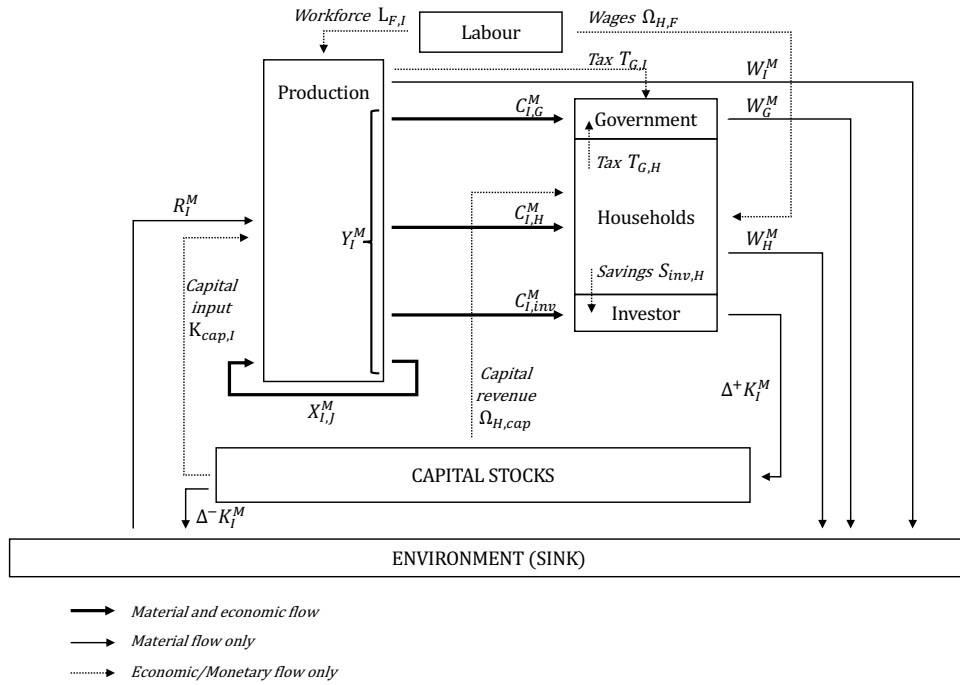 Workforce L_{F,I}
Labour
Wages Ω_{H,F}
Tax T_{G,I}
W_I^M
Production
C_{I,G}^M
Government
W_G^M
Tax T_{G,H}
R_I^M
C_{I,H}^M
Households
Y_I^M
W_H^M
Capital
input
K_{cap,I}
Savings S_{inv,H}
C_{I,inv}^M
Investor
Capital
revenue
Ω_{H,cap}
Δ⁺K_I^M
X_{I,J}^M
CAPITAL STOCKS
Δ⁻K_I^M
ENVIRONMENT (SINK)
Material and economic flow
Material flow only
Economic/Monetary flow only